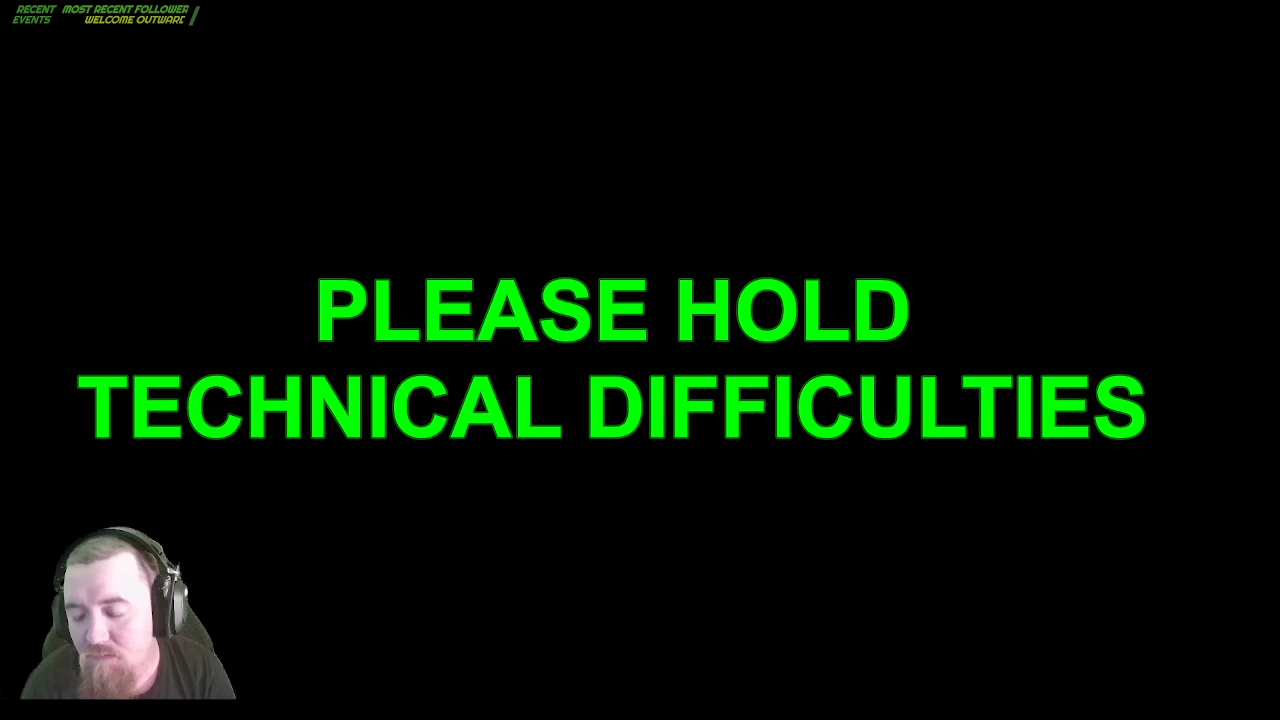 RECENT EVENTS
MOST RECENT FOLLOWER
WELCOME OUTWARE
PLEASE HOLD
TECHNICAL DIFFICULTIES